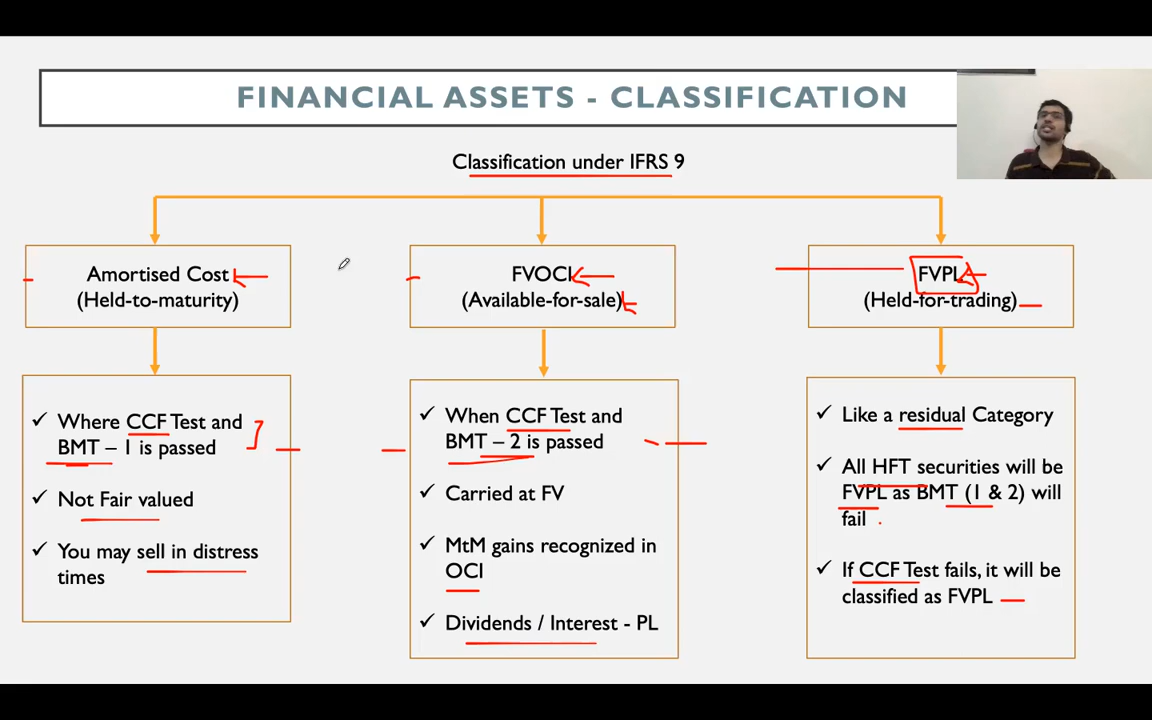 FINANCIAL ASSETS - CLASSIFICATION
Classification under IFRS 9
Amortised Cost
(Held-to-maturity)
✓ Where CCF Test and
BMT – 1 is passed
✓ Not Fair valued
✓ You may sell in distress
times
FVOCI
(Available-for-sale)
✓ When CCF Test and
BMT – 2 is passed
✓ Carried at FV
✓ MtM gains recognized in
OCI
✓ Dividends / Interest - PL
FVPL
(Held-for-trading)
✓ Like a residual Category
✓ All HFT securities will be
FVPL as BMT (1 & 2) will
fail
✓ If CCF Test fails, it will be
classified as FVPL